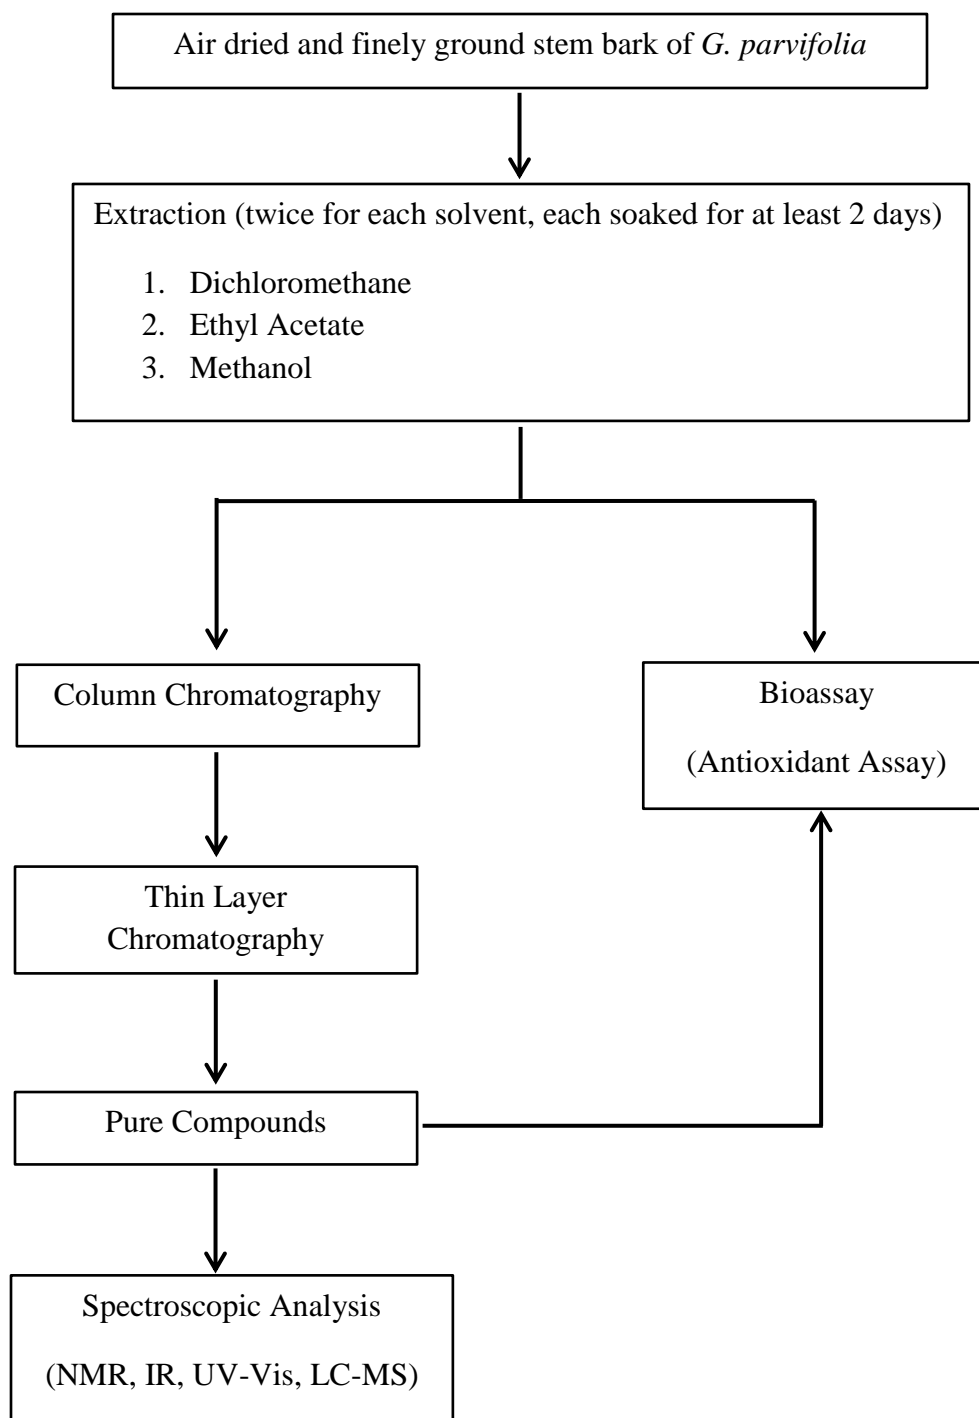 Air dried and finely ground stem bark of G. parvifolia
Extraction (twice for each solvent, each soaked for at least 2 days)
1. Dichloromethane
2. Ethyl Acetate
3. Methanol
Column Chromatography
Bioassay
(Antioxidant Assay)
Thin Layer
Chromatography
Pure Compounds
Spectroscopic Analysis
(NMR, IR, UV-Vis, LC-MS)